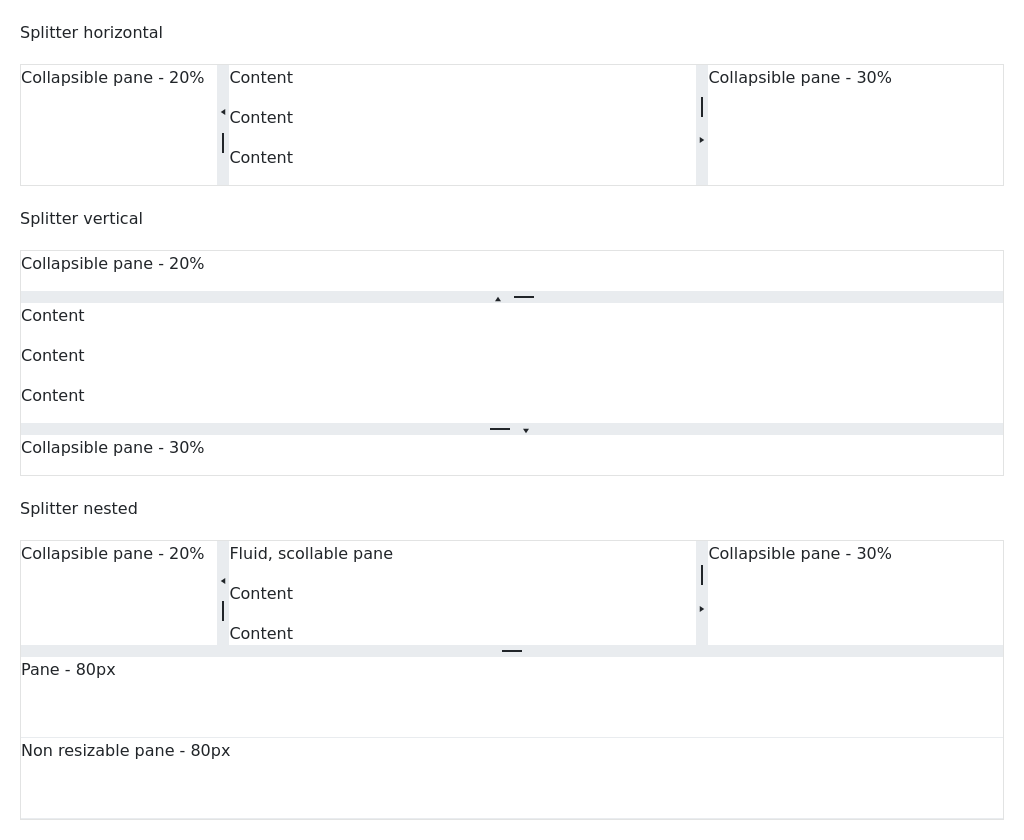 Splitter horizontal
Collapsible pane - 20%
Content
Content
Content
Collapsible pane - 30%
Splitter vertical
Collapsible pane - 20%
Content
Content
Content
Collapsible pane - 30%
Splitter nested
Collapsible pane - 20%
Fluid, scollable pane
Content
Content
Collapsible pane - 30%
Pane - 80px
Non resizable pane - 80px